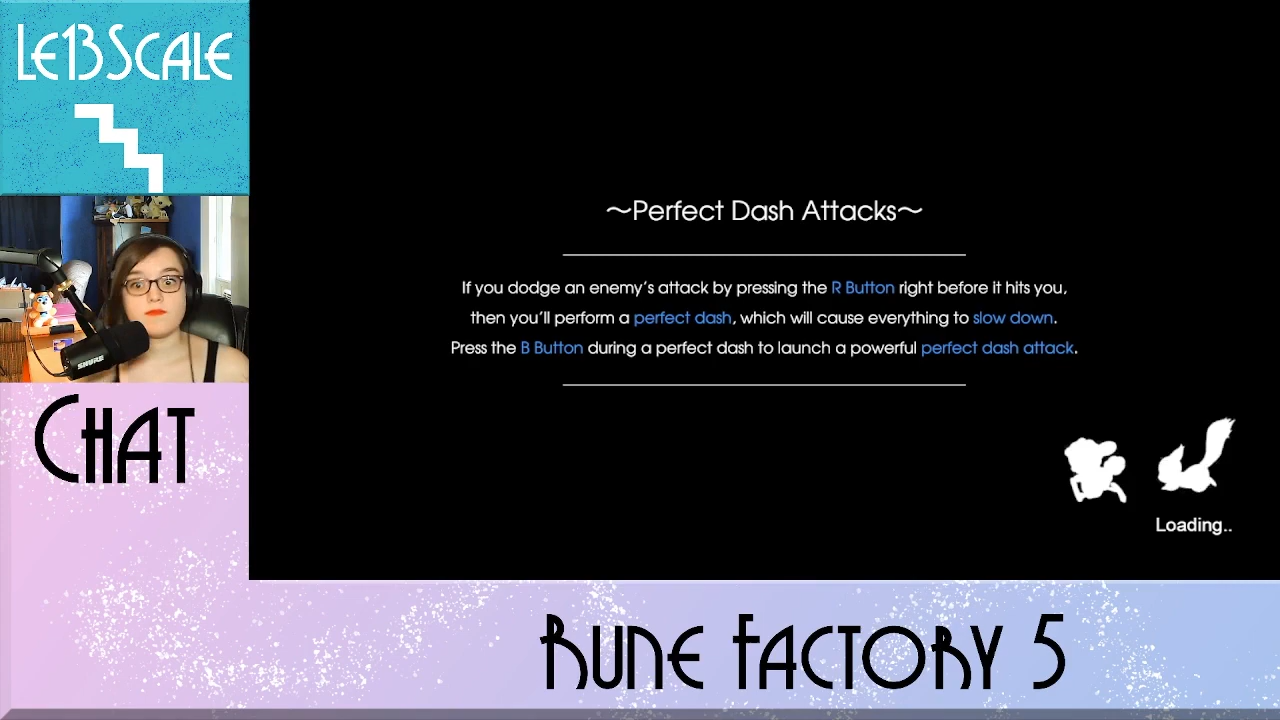 LE13SCALE
～Perfect Dash Attacks～
If you dodge an enemy's attack by pressing the R Button right before it hits you,
then you'll perform a perfect dash, which will cause everything to slow down.
Press the B Button during a perfect dash to launch a powerful perfect dash attack.
SHURE
CHAT
Loading..
RUNE FACTORY 5